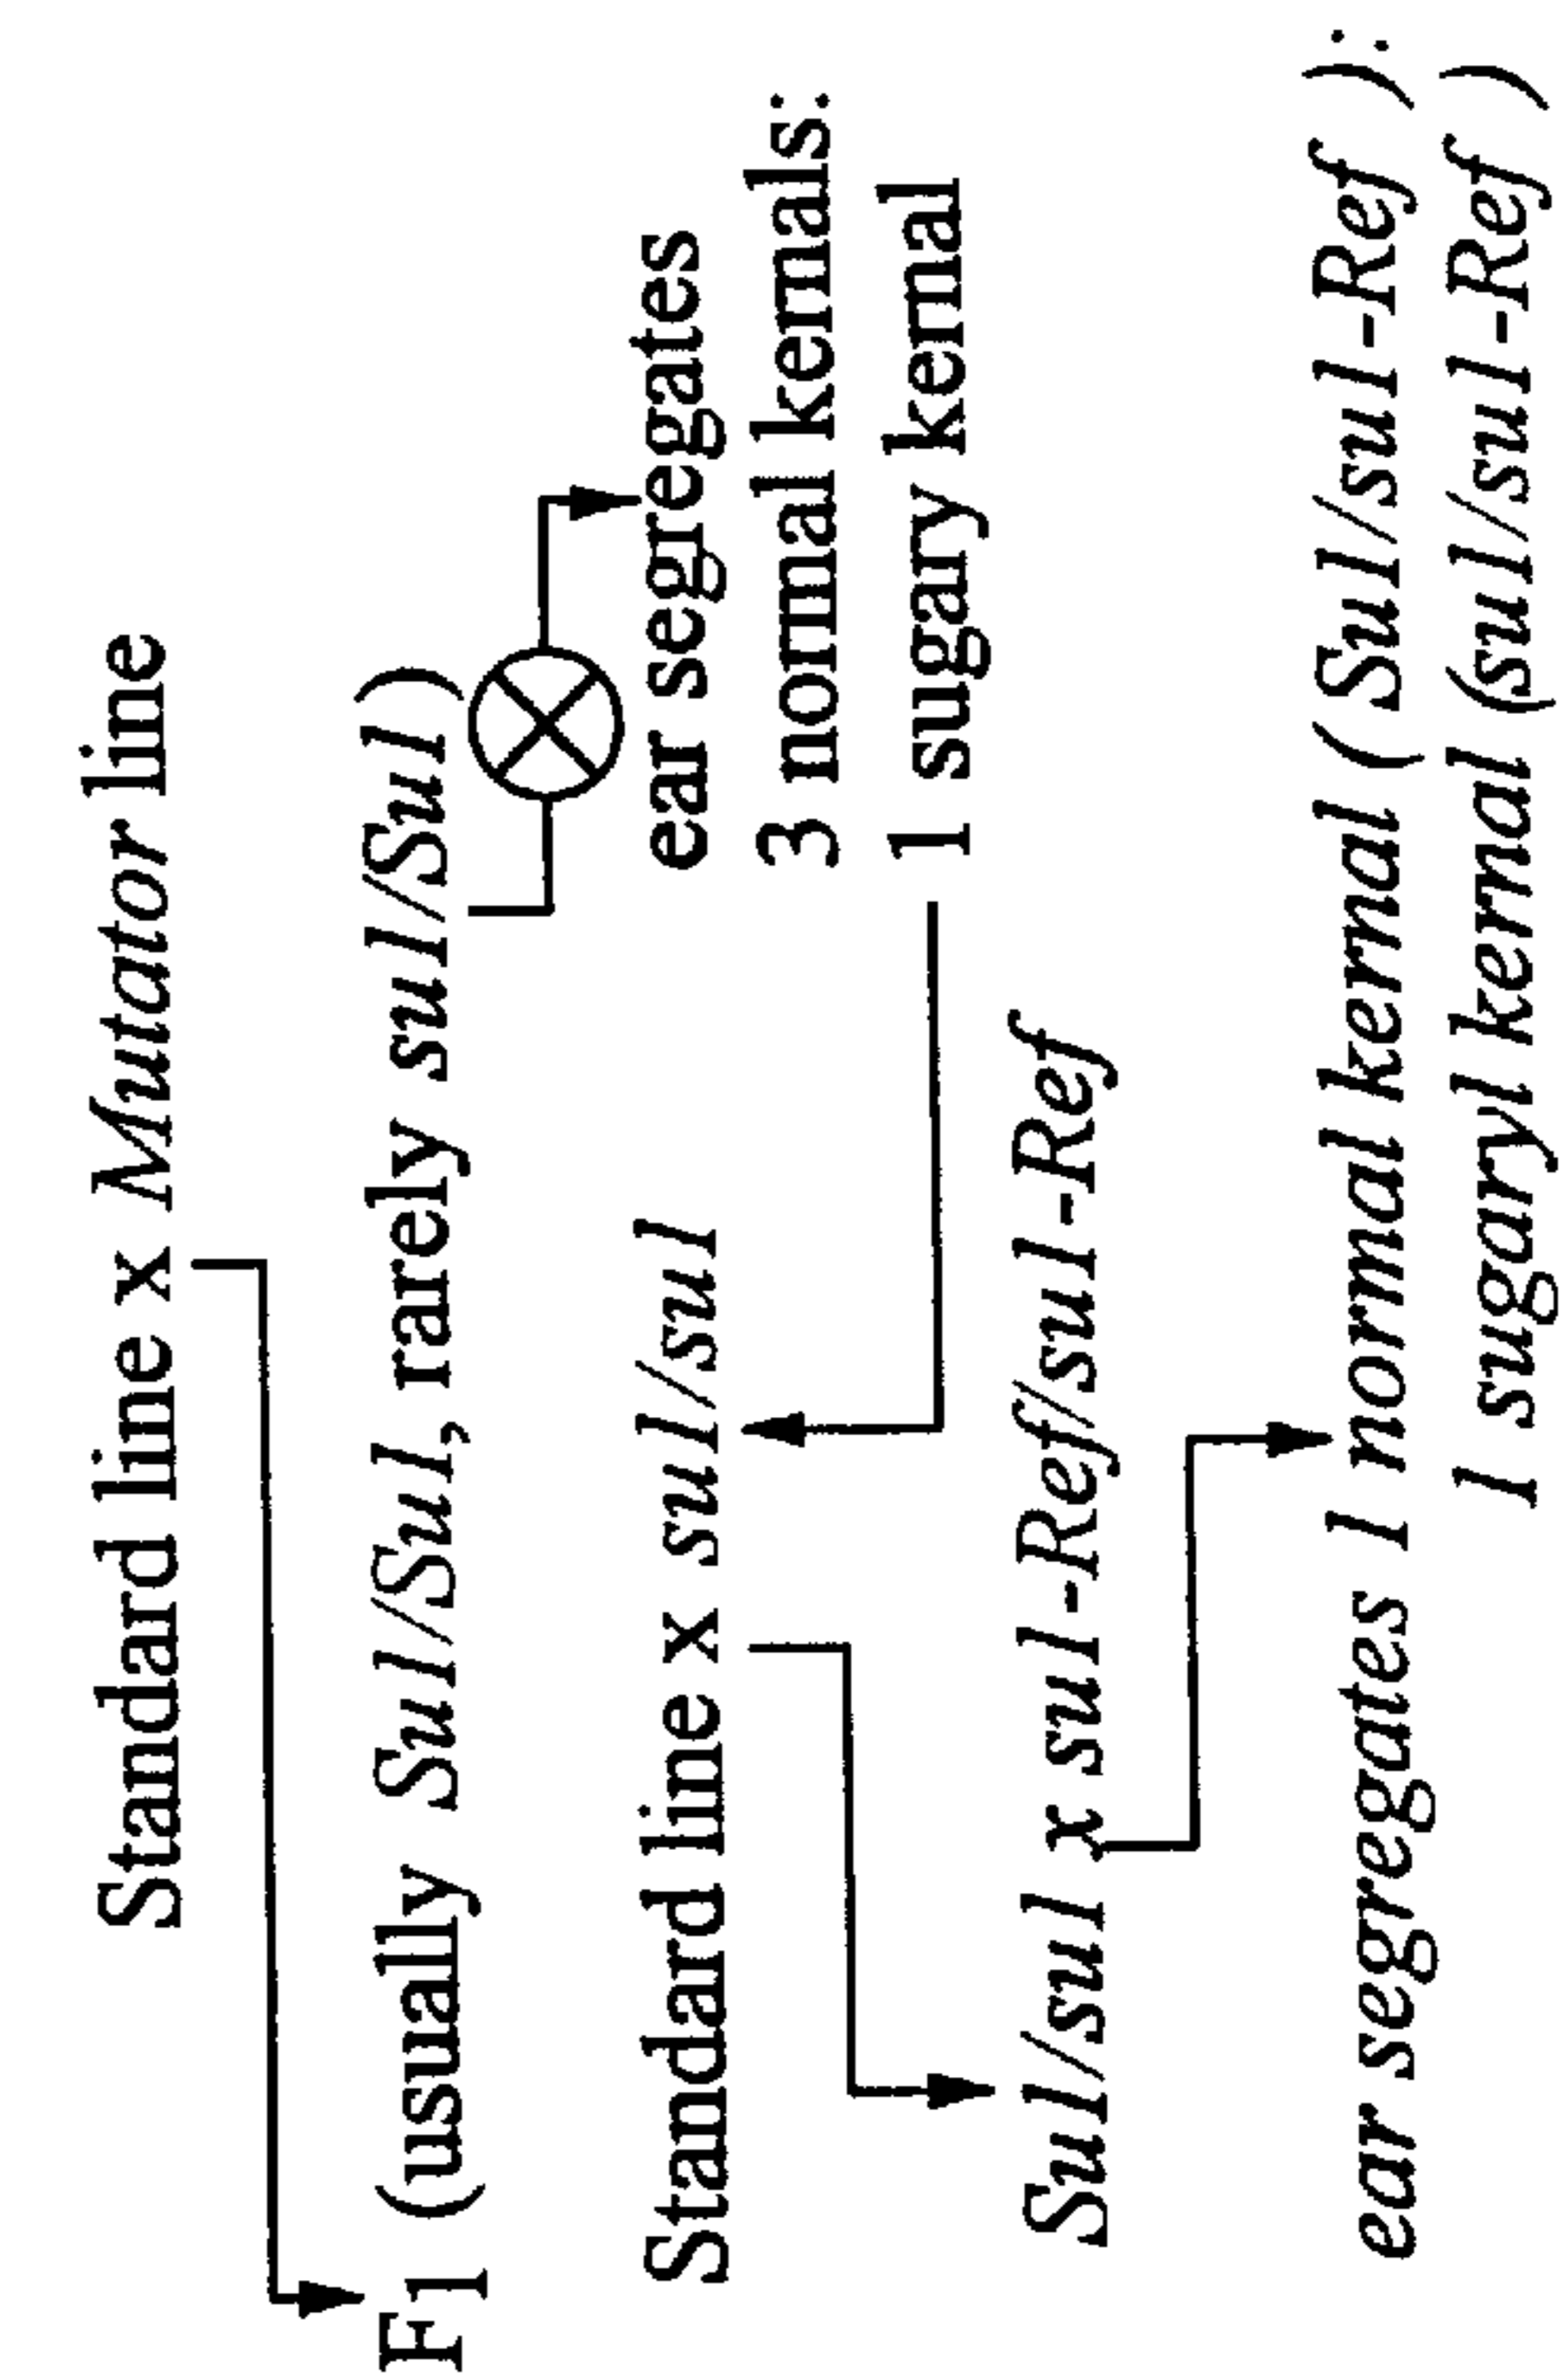 Standard line x Mutator line
F1 (usually Su1/Su1, rarely su1/Su1)
ear segregates
3 normal kernals:
1 sugary kernal
Standard line x su1/su1
Su1/su1 x su1-Ref/su1-Ref
ear segregates 1 normal kernal (Su1/su1-Ref ):
1 sugary kernal (su1/su1-Ref )